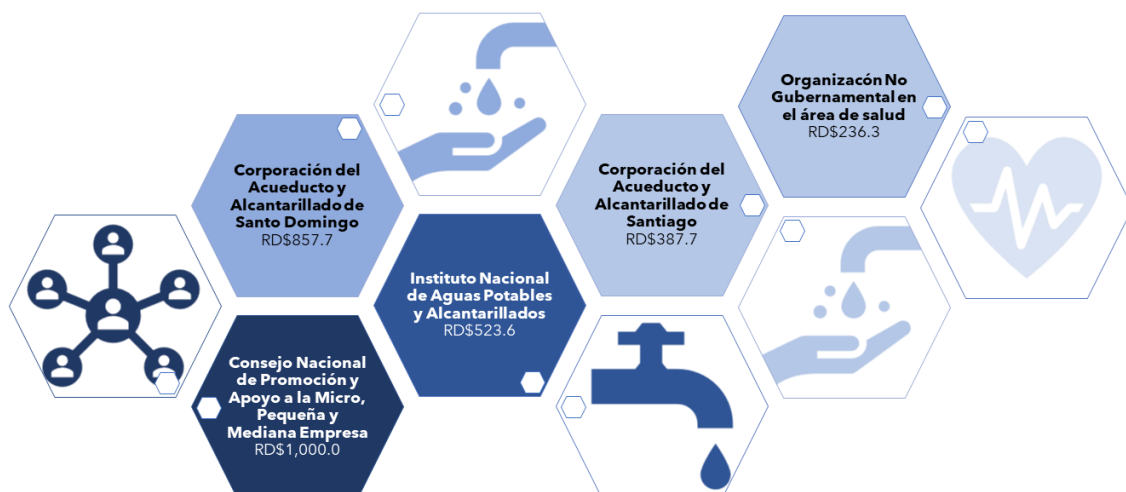 Organizacón No
Gubernamental en
el área de salud
RD$236.3
Corporación del
Acueducto y
Alcantarillado de
Santo Domingo
RD$857.7
Corporación del
Acueducto y
Alcantarillado de
Santiago
RD$387.7
Instituto Nacional
de Aguas Potables
y Alcantarillados
RD$523.6
Consejo Nacional
de Promoción y
Apoyo a la Micro,
Pequeña y
Mediana Empresa
RD$1,000.0